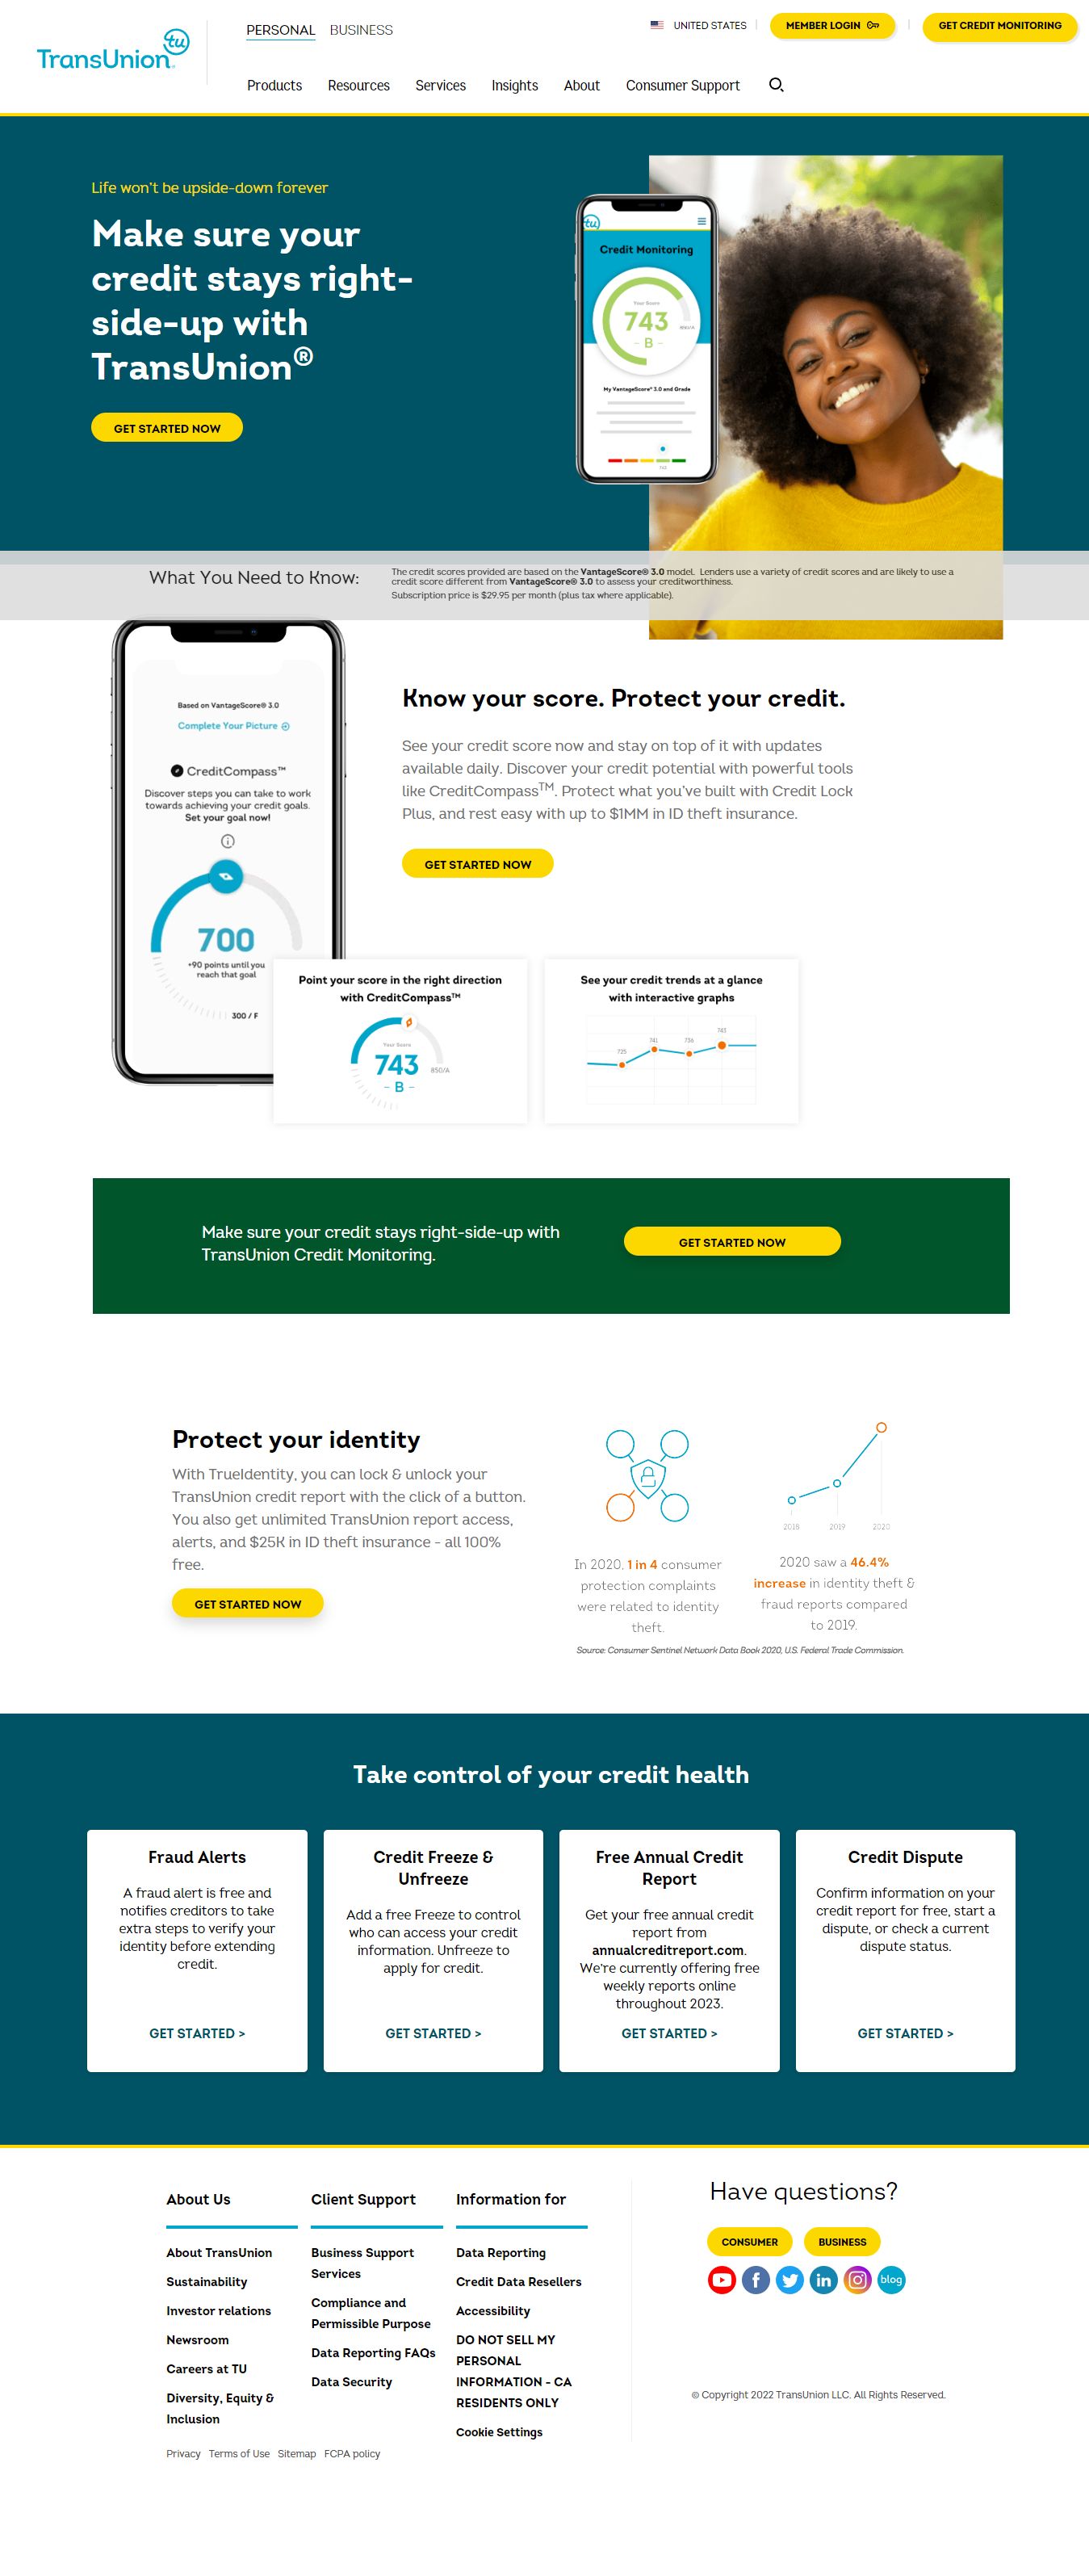 PERSONAL BUSINESS
UNITED STATES
MEMBER LOGIN
GET CREDIT MONITORING
TransUnion
tu
Products Resources Services Insights About Consumer Support
Life won't be upside-down forever
Make sure your
credit stays right-
side-up with
TransUnion®
GET STARTED NOW
tu
Credit Monitoring
Your Score
743
850/A
- B -
My VantageScore® 3.0 and Grade
743
What You Need to Know:
The credit scores provided are based on the VantageScore® 3.0 model. Lenders use a variety of credit scores and are likely to use a
credit score different from VantageScore® 3.0 to assess your creditworthiness.
Subscription price is $29.95 per month (plus tax where applicable).
Based on VantageScore® 3.0
Complete Your Picture
CreditCompass™
Discover steps you can take to work
towards achieving your credit goals.
Set your goal now!
700
+90 points until you
reach that goal
300 / F
Know your score. Protect your credit.
See your credit score now and stay on top of it with updates
available daily. Discover your credit potential with powerful tools
like CreditCompass™. Protect what you've built with Credit Lock
Plus, and rest easy with up to $1MM in ID theft insurance.
GET STARTED NOW
Point your score in the right direction
with CreditCompass™
Your Score
743
850/A
- B -
See your credit trends at a glance
with interactive graphs
725
741
736
743
Make sure your credit stays right-side-up with
TransUnion Credit Monitoring.
GET STARTED NOW
Protect your identity
With TrueIdentity, you can lock & unlock your
TransUnion credit report with the click of a button.
You also get unlimited TransUnion report access,
alerts, and $25K in ID theft insurance - all 100%
free.
GET STARTED NOW
In 2020, 1 in 4 consumer
protection complaints
were related to identity
theft.
2018 2019 2020
2020 saw a 46.4%
increase in identity theft &
fraud reports compared
to 2019.
Source: Consumer Sentinel Network Data Book 2020, U.S. Federal Trade Commission.
Take control of your credit health
Fraud Alerts
A fraud alert is free and
notifies creditors to take
extra steps to verify your
identity before extending
credit.
GET STARTED >
Credit Freeze &
Unfreeze
Add a free Freeze to control
who can access your credit
information. Unfreeze to
apply for credit.
GET STARTED >
Free Annual Credit
Report
Get your free annual credit
report from
annualcreditreport.com.
We're currently offering free
weekly reports online
throughout 2023.
GET STARTED >
Credit Dispute
Confirm information on your
credit report for free, start a
dispute, or check a current
dispute status.
GET STARTED >
About Us
About TransUnion
Sustainability
Investor relations
Newsroom
Careers at TU
Diversity, Equity &
Inclusion
Client Support
Business Support
Services
Compliance and
Permissible Purpose
Data Reporting FAQs
Data Security
Information for
Data Reporting
Credit Data Resellers
Accessibility
DO NOT SELL MY
PERSONAL
INFORMATION - CA
RESIDENTS ONLY
Cookie Settings
Have questions?
CONSUMER
BUSINESS
blog
© Copyright 2022 TransUnion LLC. All Rights Reserved.
Privacy Terms of Use Sitemap FCPA policy